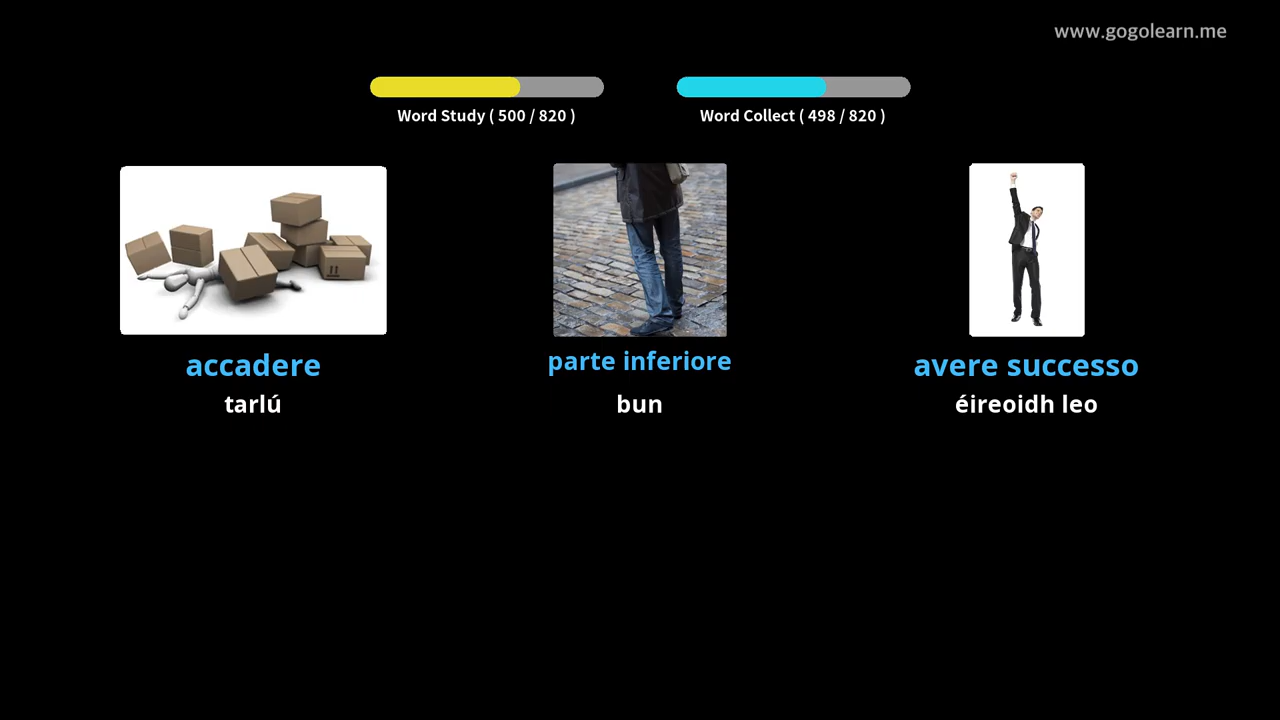 www.gogolearn.me
Word Study ( 500 / 820 )
Word Collect ( 498 / 820 )
accadere
tarlú
parte inferiore
bun
avere successo
éireoidh leo